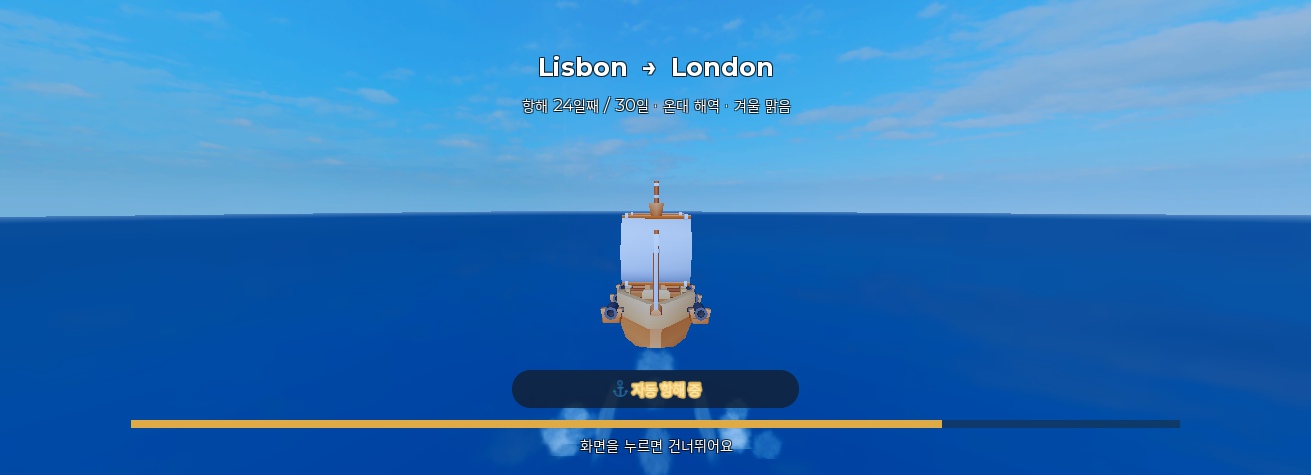 Lisbon → London
항해 24일째 / 30일 · 온대 해역 · 겨울 맑음
⚓ 자동 항해 중
화면을 누르면 건너뛰어요